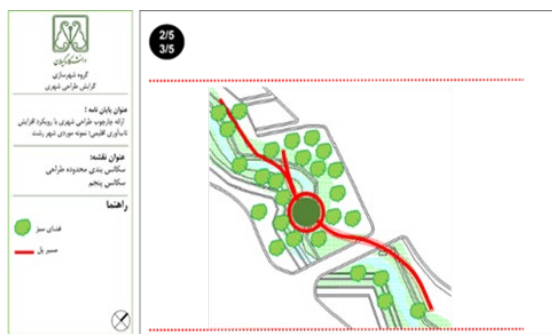 دانشگاه گیلان
گروه شهرسازی
گرایش طراحی شهری
عنوان پایان نامه :
ارائه چارچوب طراحی شهری با رویکرد افزایش
تاب‌آوری اقلیمی؛ نمونه موردی شهر رشت
عنوان نقشه:
سکانس بندی محدوده طراحی
سکانس پنجم
راهنما
فضای سبز
مسیر پل
2/5
3/5